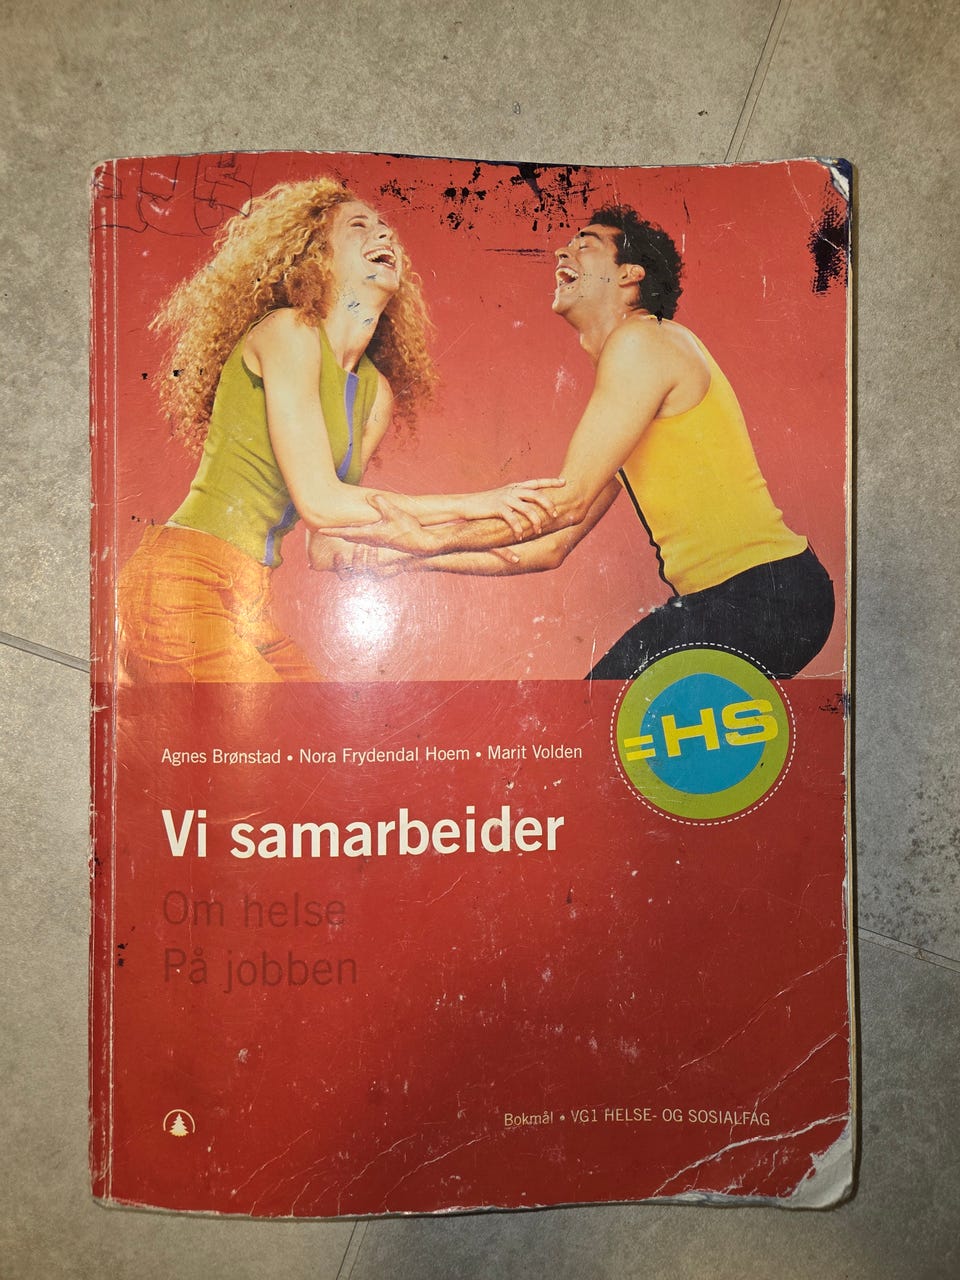 =HS
Agnes Brønstad • Nora Frydendal Hoem • Marit Volden
Vi samarbeider
Om helse
På jobben
Bokmål • VG1 HELSE- OG SOSIALFAG